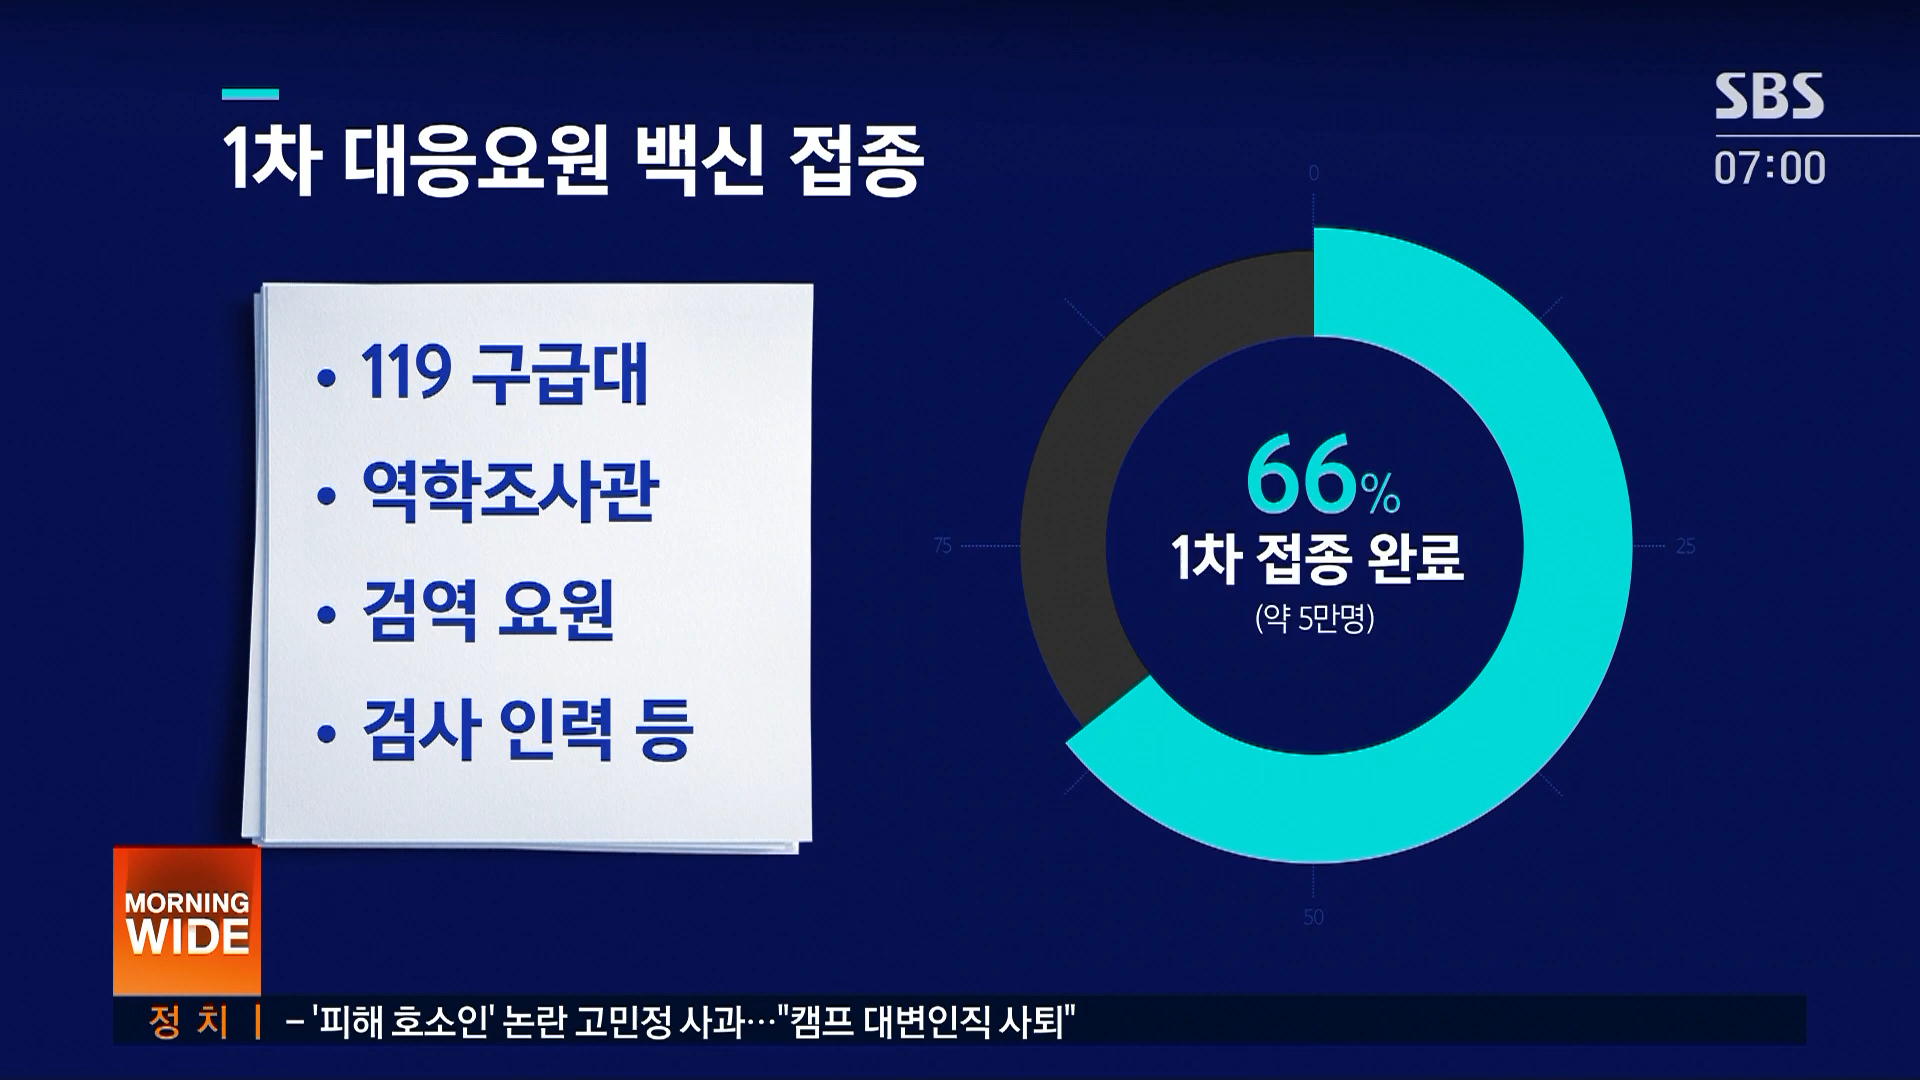 SBS
07:00
1차 대응요원 백신 접종
• 119 구급대
• 역학조사관
• 검역 요원
• 검사 인력 등
0
25
50
75
66%
1차 접종 완료
(약 5만명)
MORNING
WIDE
정치 | – '피해 호소인' 논란 고민정 사과…"캠프 대변인직 사퇴"